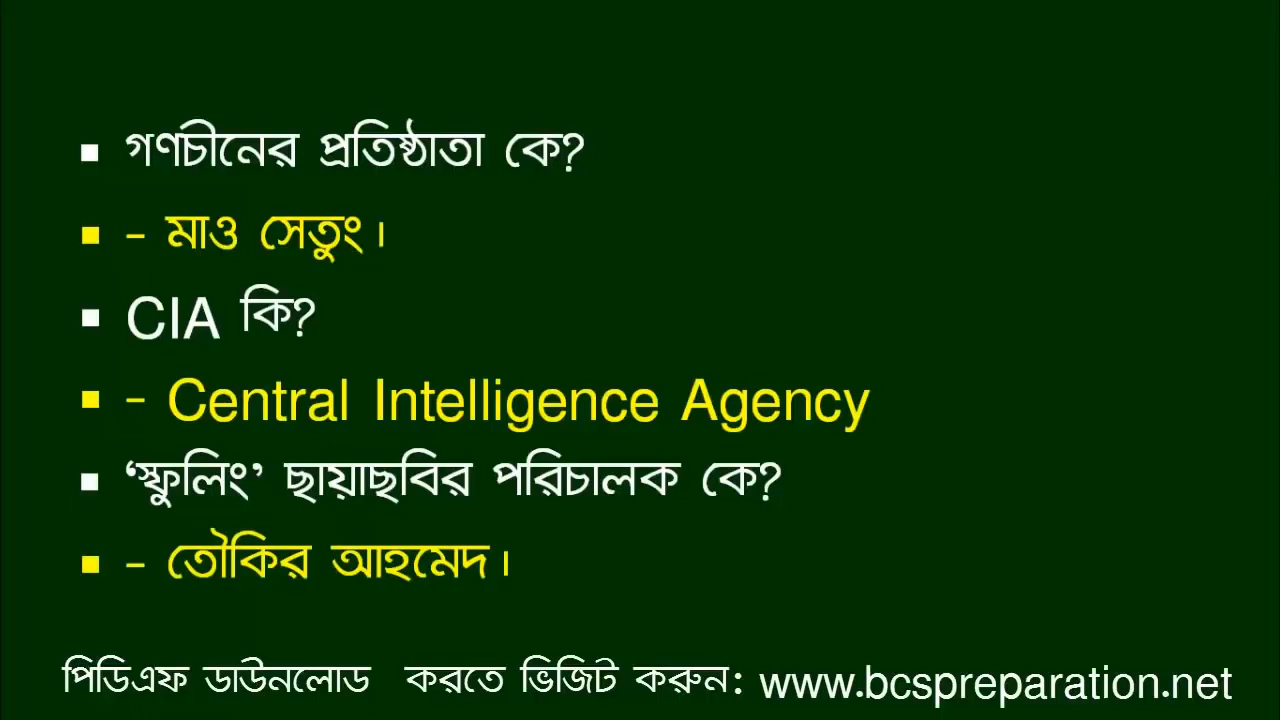 গণচীনের প্রতিষ্ঠাতা কে?
- মাও সেতুং।
CIA কি?
- Central Intelligence Agency
‘স্ফুলিং’ ছায়াছবির পরিচালক কে?
- তৌকির আহমেদ।
পিডিএফ ডাউনলোড করতে ভিজিট করুন: www.bcspreparation.net